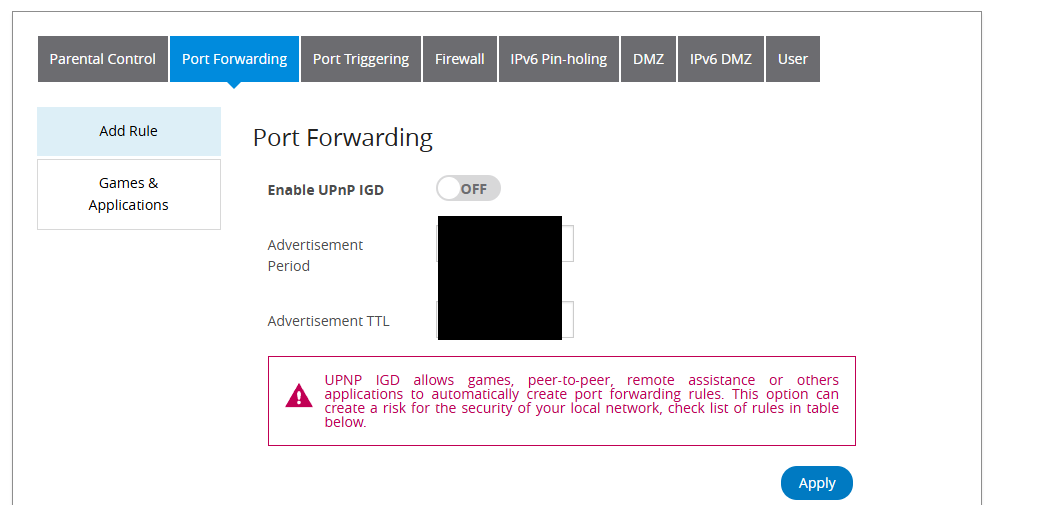 Parental Control
Port Forwarding
Port Triggering
Firewall
IPv6 Pin-holing
DMZ
IPv6 DMZ
User
Add Rule
Games &
Applications
Port Forwarding
Enable UPnP IGD
OFF
Advertisement
Period
Advertisement TTL
UPNP IGD allows games, peer-to-peer, remote assistance or others
applications to automatically create port forwarding rules. This option can
create a risk for the security of your local network, check list of rules in table
below.
Apply